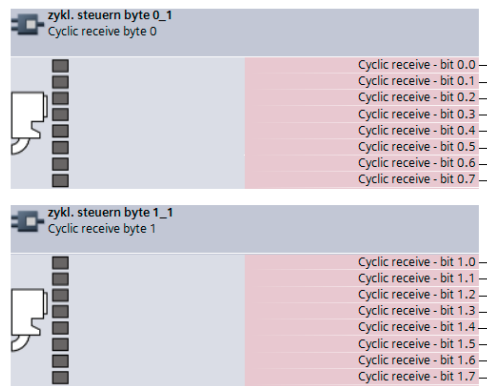 zykl. steuern byte 0_1
Cyclic receive byte 0
Cyclic receive - bit 0.0
Cyclic receive - bit 0.1
Cyclic receive - bit 0.2
Cyclic receive - bit 0.3
Cyclic receive - bit 0.4
Cyclic receive - bit 0.5
Cyclic receive - bit 0.6
Cyclic receive - bit 0.7
zykl. steuern byte 1_1
Cyclic receive byte 1
Cyclic receive - bit 1.0
Cyclic receive - bit 1.1
Cyclic receive - bit 1.2
Cyclic receive - bit 1.3
Cyclic receive - bit 1.4
Cyclic receive - bit 1.5
Cyclic receive - bit 1.6
Cyclic receive - bit 1.7